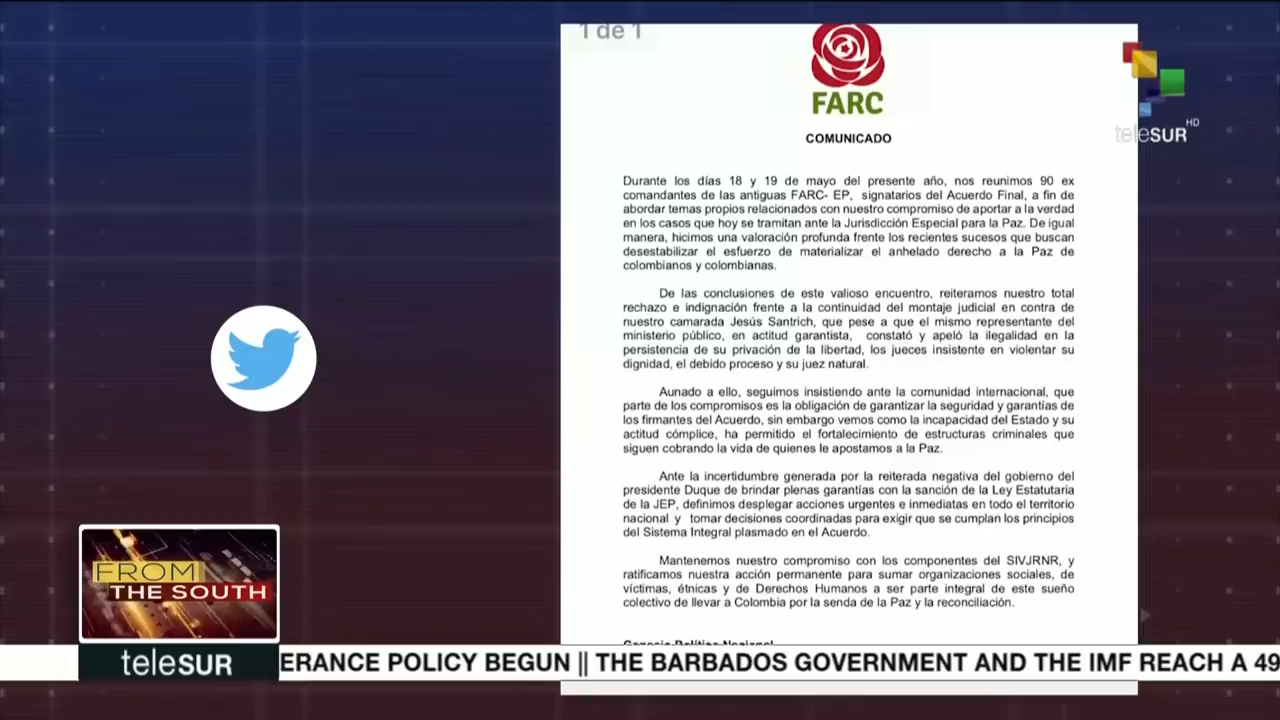 1 de 1
FARC
COMUNICADO
Durante los días 18 y 19 de mayo del presente año, nos reunimos 90 ex
comandantes de las antiguas FARC- EP, signatarios del Acuerdo Final, a fin de
abordar temas propios relacionados con nuestro compromiso de aportar a la verdad
en los casos que hoy se tramitan ante la Jurisdicción Especial para la Paz. De igual
manera, hicimos una valoración profunda frente los recientes sucesos que buscan
desestabilizar el esfuerzo de materializar el anhelado derecho a la Paz de
colombianos y colombianas.
De las conclusiones de este valioso encuentro, reiteramos nuestro total
rechazo e indignación frente a la continuidad del montaje judicial en contra de
nuestro camarada Jesús Santrich, que pese a que el mismo representante del
ministerio público, en actitud garantista, constató y apeló la ilegalidad en la
persistencia de su privación de la libertad, los jueces insistente en violentar su
dignidad, el debido proceso y su juez natural.
Aunado a ello, seguimos insistiendo ante la comunidad internacional, que
parte de los compromisos es la obligación de garantizar la seguridad y garantías de
los firmantes del Acuerdo, sin embargo vemos como la incapacidad del Estado y su
actitud cómplice, ha permitido el fortalecimiento de estructuras criminales que
siguen cobrando la vida de quienes le apostamos a la Paz.
Ante la incertidumbre generada por la reiterada negativa del gobierno del
presidente Duque de brindar plenas garantías con la sanción de la Ley Estatutaria
de la JEP, definimos desplegar acciones urgentes e inmediatas en todo el territorio
nacional y tomar decisiones coordinadas para exigir que se cumplan los principios
del Sistema Integral plasmado en el Acuerdo.
Mantenemos nuestro compromiso con los componentes del SIVJRNR, y
ratificamos nuestra acción permanente para sumar organizaciones sociales, de
víctimas, étnicas y de Derechos Humanos a ser parte integral de este sueño
colectivo de llevar a Colombia por la senda de la Paz y la reconciliación.
teleSUR HD
FROM
THE SOUTH
teleSUR
ERANCE POLICY BEGUN || THE BARBADOS GOVERNMENT AND THE IMF REACH A 49